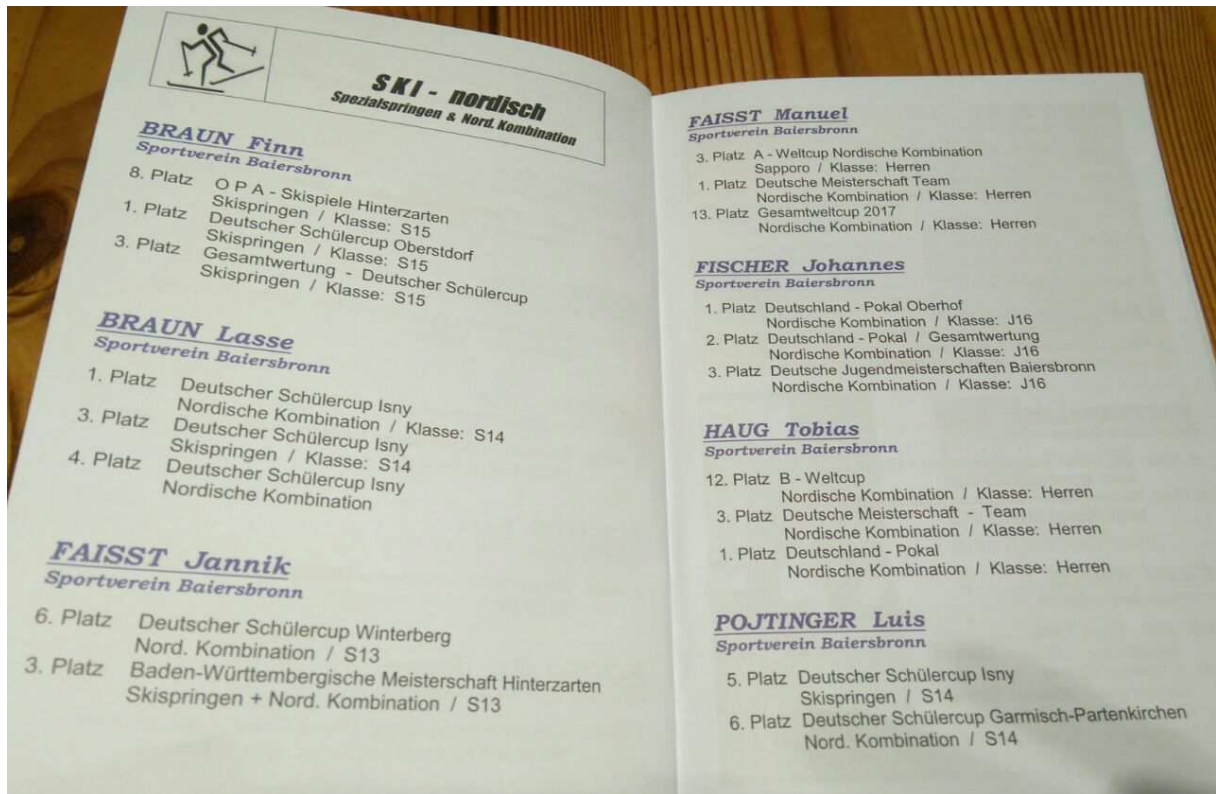 SKI - nordisch
Spezialspringen & Nord. Kombination
BRAUN Finn
Sportverein Baiersbronn
8. Platz O P A - Skispiele Hinterzarten
Skispringen / Klasse: S15
1. Platz Deutscher Schülercup Oberstdorf
Skispringen / Klasse: S15
3. Platz Gesamtwertung - Deutscher Schülercup
Skispringen / Klasse: S15
BRAUN Lasse
Sportverein Baiersbronn
1. Platz Deutscher Schülercup Isny
Nordische Kombination / Klasse: S14
3. Platz Deutscher Schülercup Isny
Skispringen / Klasse: S14
4. Platz Deutscher Schülercup Isny
Nordische Kombination
FAISST Jannik
Sportverein Baiersbronn
6. Platz Deutscher Schülercup Winterberg
Nord. Kombination / S13
3. Platz Baden-Württembergische Meisterschaft Hinterzarten
Skispringen + Nord. Kombination / S13
FAISST Manuel
Sportverein Baiersbronn
3. Platz A - Weltcup Nordische Kombination
Sapporo / Klasse: Herren
1. Platz Deutsche Meisterschaft Team
Nordische Kombination / Klasse: Herren
13. Platz Gesamtweltcup 2017
Nordische Kombination / Klasse: Herren
FISCHER Johannes
Sportverein Baiersbronn
1. Platz Deutschland - Pokal Oberhof
Nordische Kombination / Klasse: J16
2. Platz Deutschland - Pokal / Gesamtwertung
Nordische Kombination / Klasse: J16
3. Platz Deutsche Jugendmeisterschaften Baiersbronn
Nordische Kombination / Klasse: J16
HAUG Tobias
Sportverein Baiersbronn
12. Platz B - Weltcup
Nordische Kombination / Klasse: Herren
3. Platz Deutsche Meisterschaft - Team
Nordische Kombination / Klasse: Herren
1. Platz Deutschland - Pokal
Nordische Kombination / Klasse: Herren
POJTINGER Luis
Sportverein Baiersbronn
5. Platz Deutscher Schülercup Isny
Skispringen / S14
6. Platz Deutscher Schülercup Garmisch-Partenkirchen
Nord. Kombination / S14